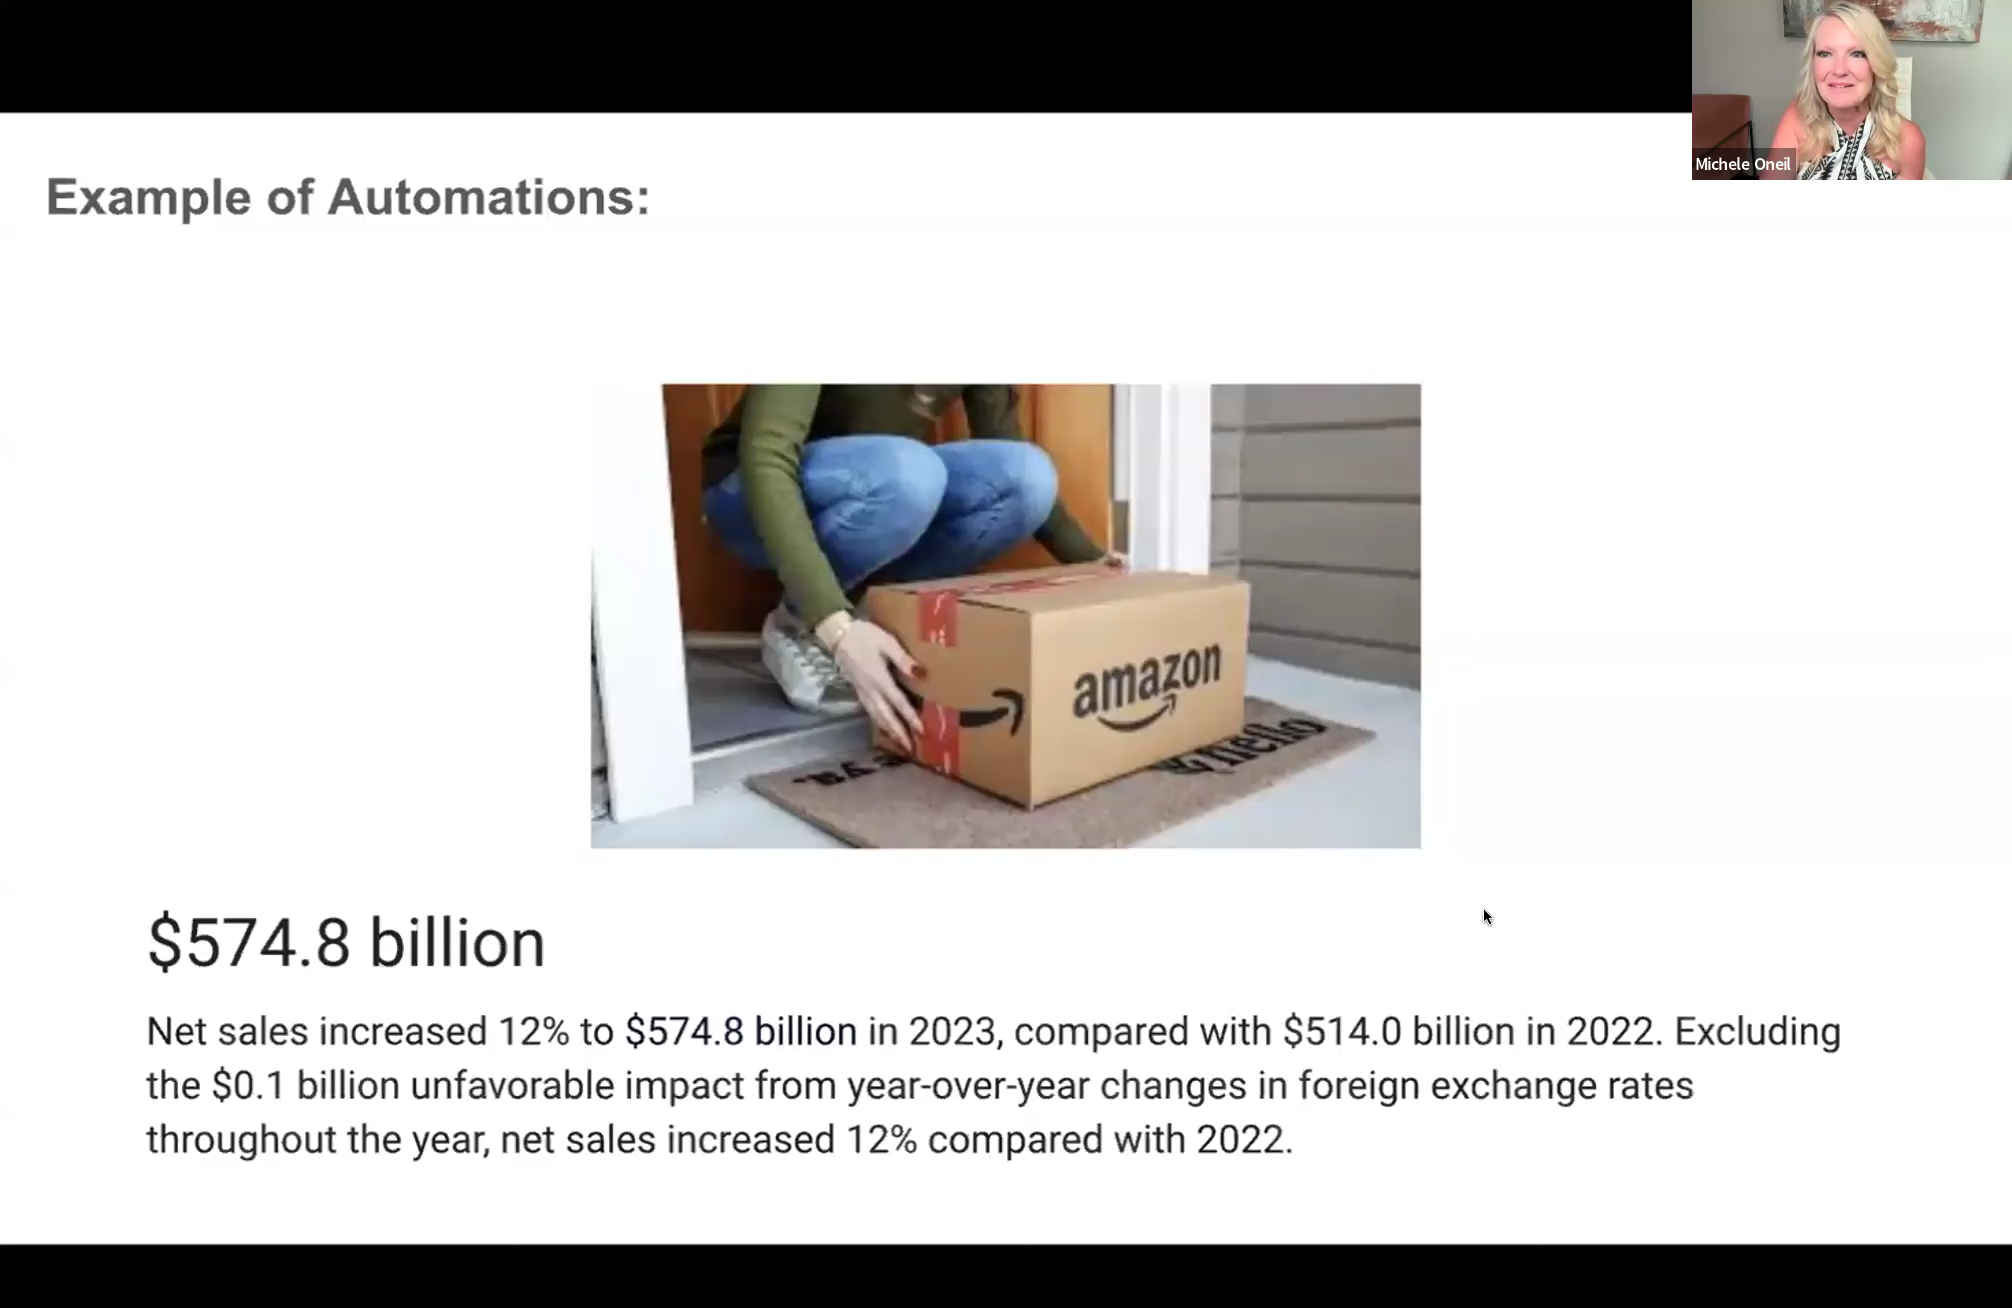 Michele Oneil
Example of Automations:
amazon
hello
$574.8 billion
Net sales increased 12% to $574.8 billion in 2023, compared with $514.0 billion in 2022. Excluding
the $0.1 billion unfavorable impact from year-over-year changes in foreign exchange rates
throughout the year, net sales increased 12% compared with 2022.